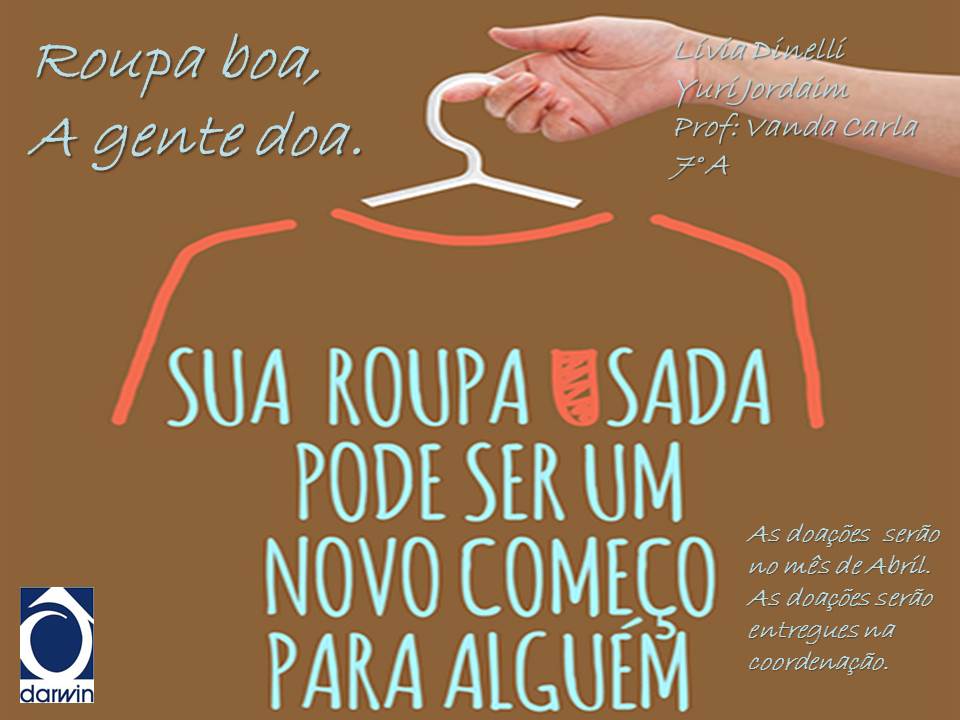 Roupa boa,
A gente doa.
Lívia Dinelli
Yuri Jordaim
Prof: Vanda Carla
7° A
SUA ROUPA USADA
PODE SER UM
NOVO COMEÇO
PARA ALGUÉM
As doações serão
no mês de Abril.
As doações serão
entregues na
coordenação.
darwin